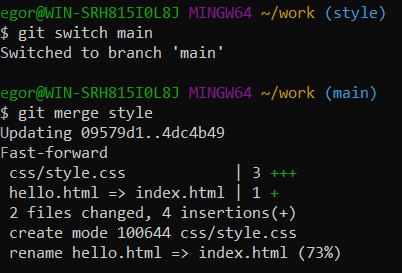 egor@WIN-SRH815I0L8J MINGW64 ~/work (style)
$ git switch main
Switched to branch 'main'
egor@WIN-SRH815I0L8J MINGW64 ~/work (main)
$ git merge style
Updating 09579d1..4dc4b49
Fast-forward
 css/style.css            | 3 +++
 hello.html => index.html | 1 +
 2 files changed, 4 insertions(+)
 create mode 100644 css/style.css
 rename hello.html => index.html (73%)